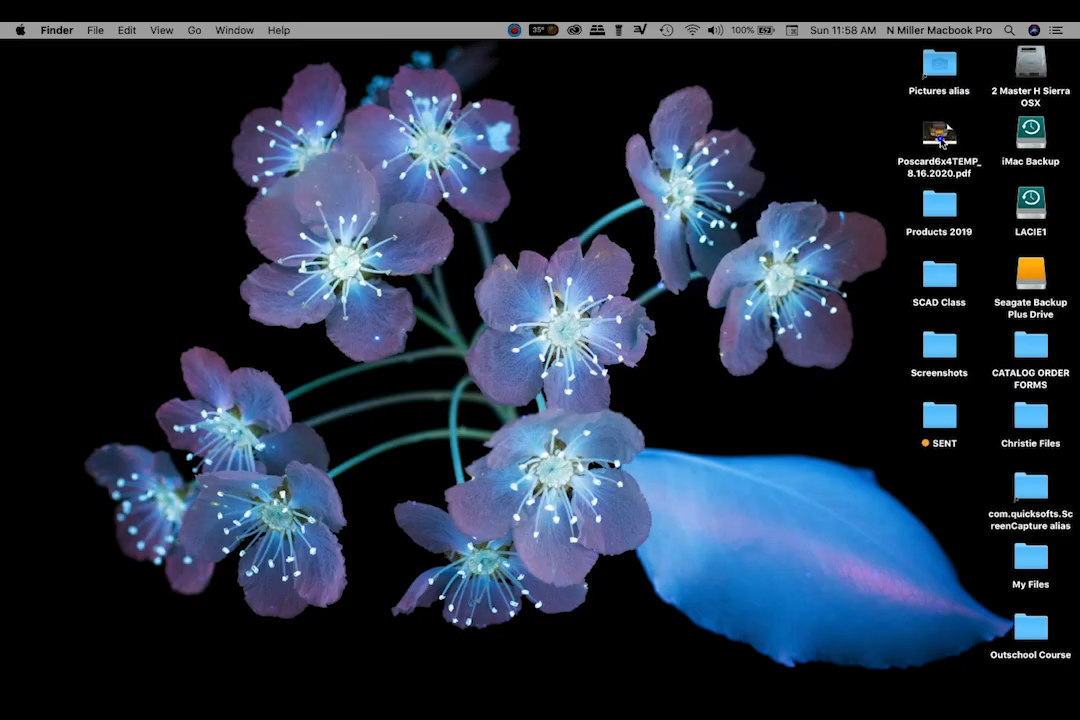 Finder File Edit View Go Window Help 35° 100% Sun 11:58 AM N Miller Macbook Pro
Pictures alias
2 Master H Sierra
OSX
Poscard6x4TEMP_
8.16.2020.pdf
iMac Backup
Products 2019
LACIE1
SCAD Class
Seagate Backup
Plus Drive
Screenshots
CATALOG ORDER
FORMS
SENT
Christie Files
com.quicksofts.Sc
reenCapture alias
My Files
Outschool Course